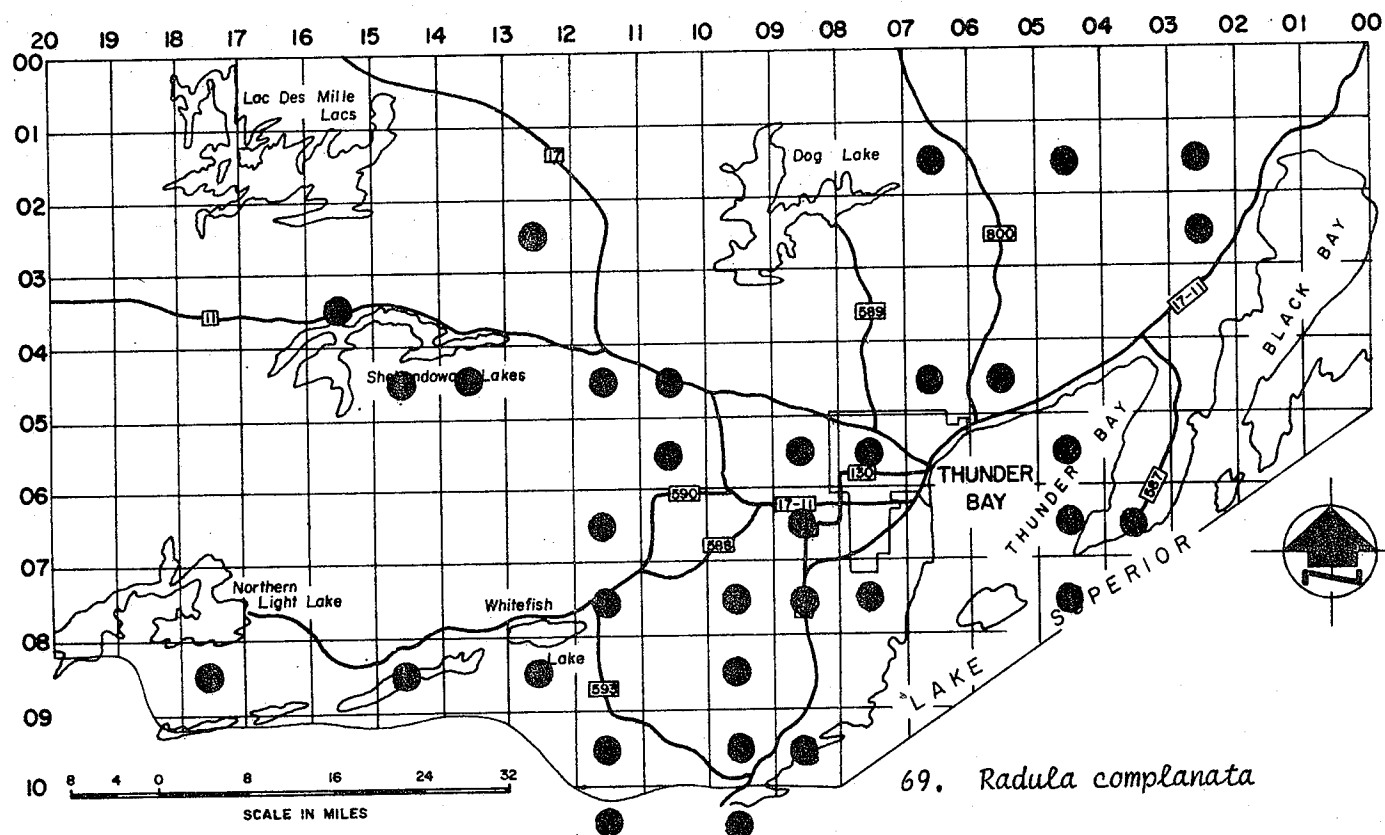 20 19 18 17 16 15 14 13 12 11 10 09 08 07 06 05 04 03 02 01 00
00
01
02
03
04
05
06
07
08
09
10
Lac Des Mille
Lacs
17
Dog Lake
800
589
17-11
BLACK BAY
11
Lakes
THUNDER BAY
130
THUNDER
BAY
590
17-11
587
588
Northern
Light Lake
Whitefish
Lake
593
LAKE SUPERIOR
N
8 4 0 8 16 24 32
SCALE IN MILES
69. Radula complanata